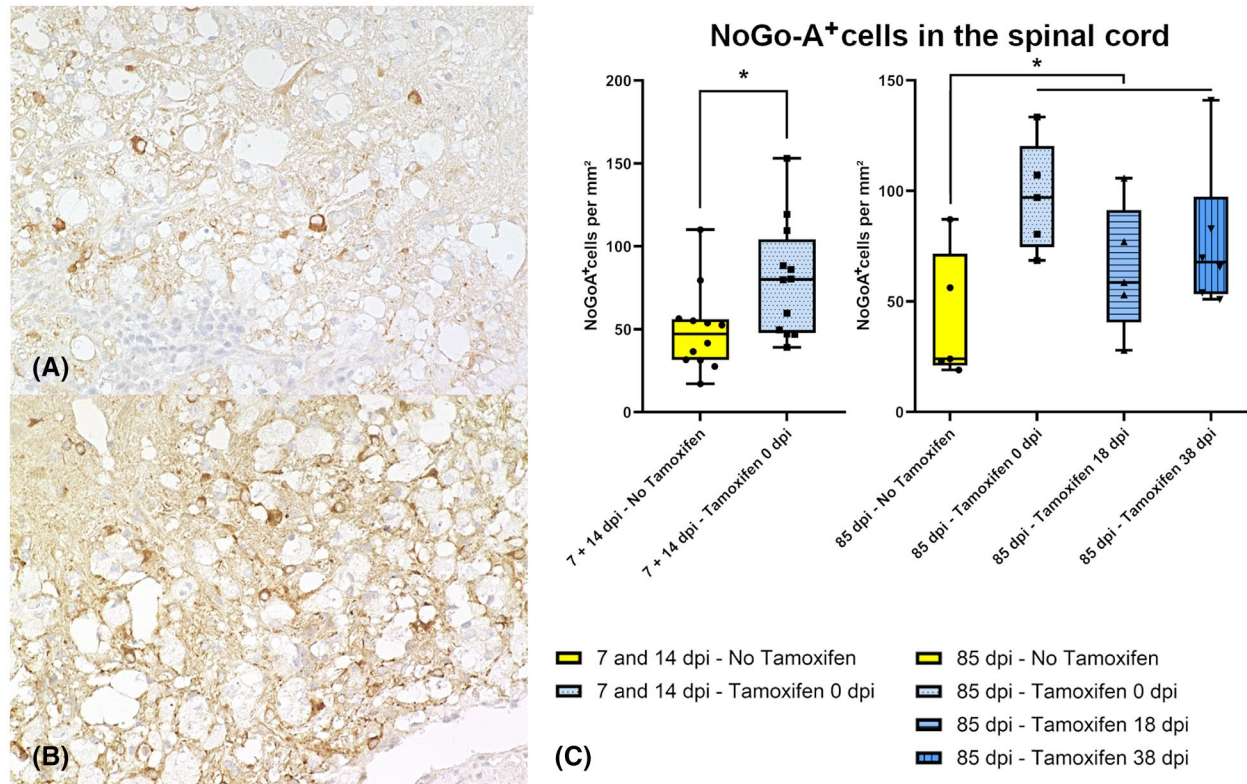 NoGo-A⁺cells in the spinal cord
(A)
(B)
(C)
NoGoA⁺cells per mm²
200
150
100
50
0
*
7 + 14 dpi - No Tamoxifen
7 + 14 dpi - Tamoxifen 0 dpi
NoGoA⁺cells per mm²
150
100
50
0
*
85 dpi - No Tamoxifen
85 dpi - Tamoxifen 0 dpi
85 dpi - Tamoxifen 18 dpi
85 dpi - Tamoxifen 38 dpi
7 and 14 dpi - No Tamoxifen
7 and 14 dpi - Tamoxifen 0 dpi
85 dpi - No Tamoxifen
85 dpi - Tamoxifen 0 dpi
85 dpi - Tamoxifen 18 dpi
85 dpi - Tamoxifen 38 dpi